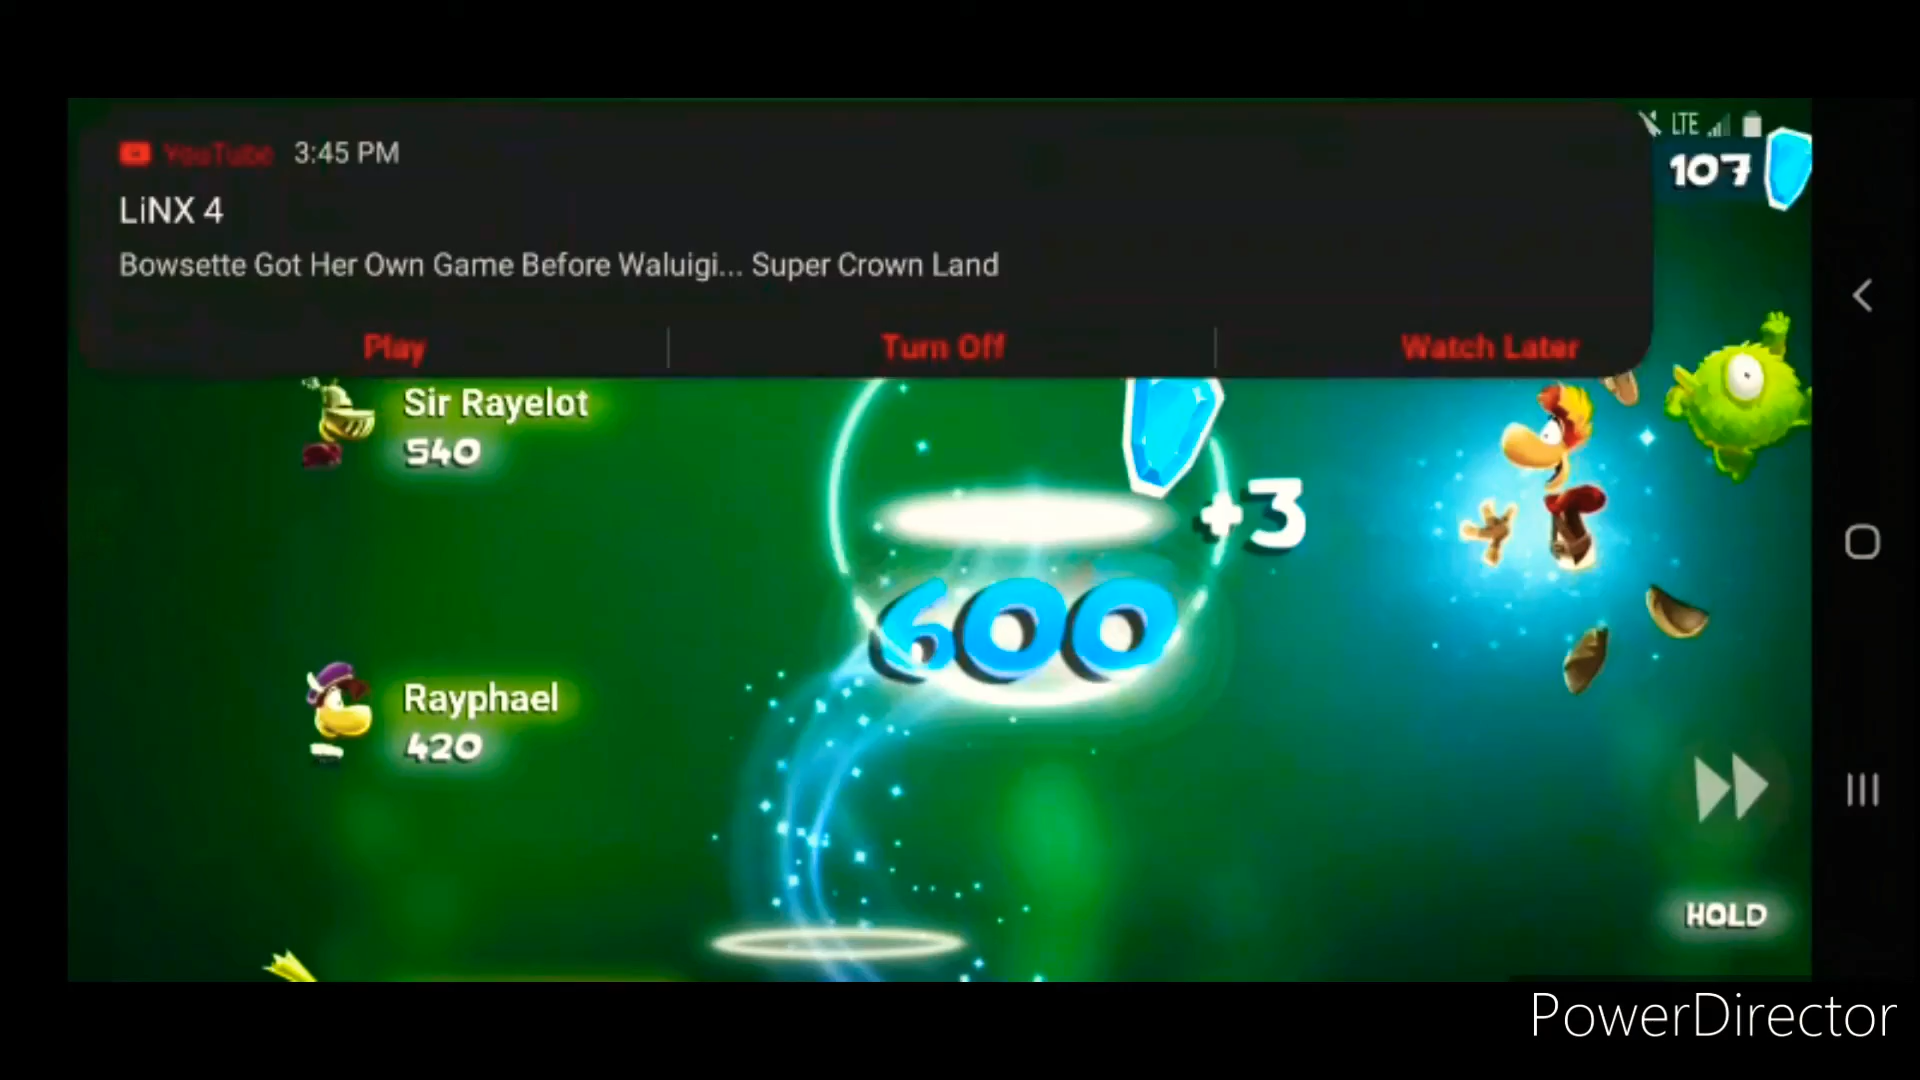 YouTube 3:45 PM
LiNX 4
Bowsette Got Her Own Game Before Waluigi... Super Crown Land
Play Turn Off Watch Later
LTE
107
Sir Rayelot
540
+3
600
Rayphael
420
HOLD
PowerDirector